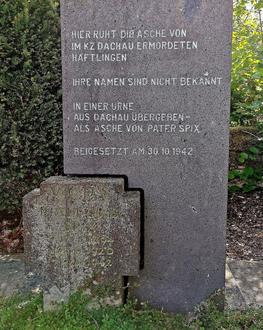 HIER RUHT DIE ASCHE VON
IM KZ DACHAU ERMORDETEN
HÄFTLINGEN
IHRE NAMEN SIND NICHT BEKANNT
IN EINER URNE
AUS DACHAU ÜBERGEBEN –
ALS ASCHE VON PATER SPIX
BEIGESETZT AM 30.10.1942